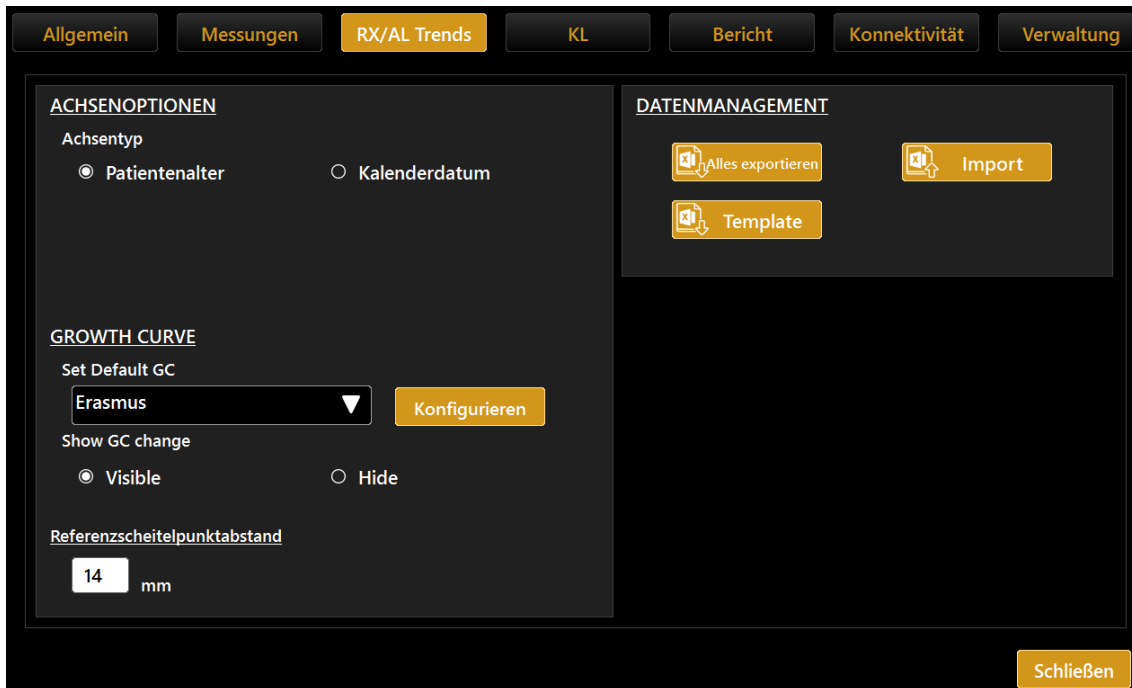 Allgemein Messungen RX/AL Trends KL Bericht Konnektivität Verwaltung
ACHSENOPTIONEN
Achsentyp
Patientenalter Kalenderdatum
GROWTH CURVE
Set Default GC
Erasmus Konfigurieren
Show GC change
Visible Hide
Referenzscheitelpunktabstand
14 mm
DATENMANAGEMENT
Alles exportieren Import
Template
Schließen